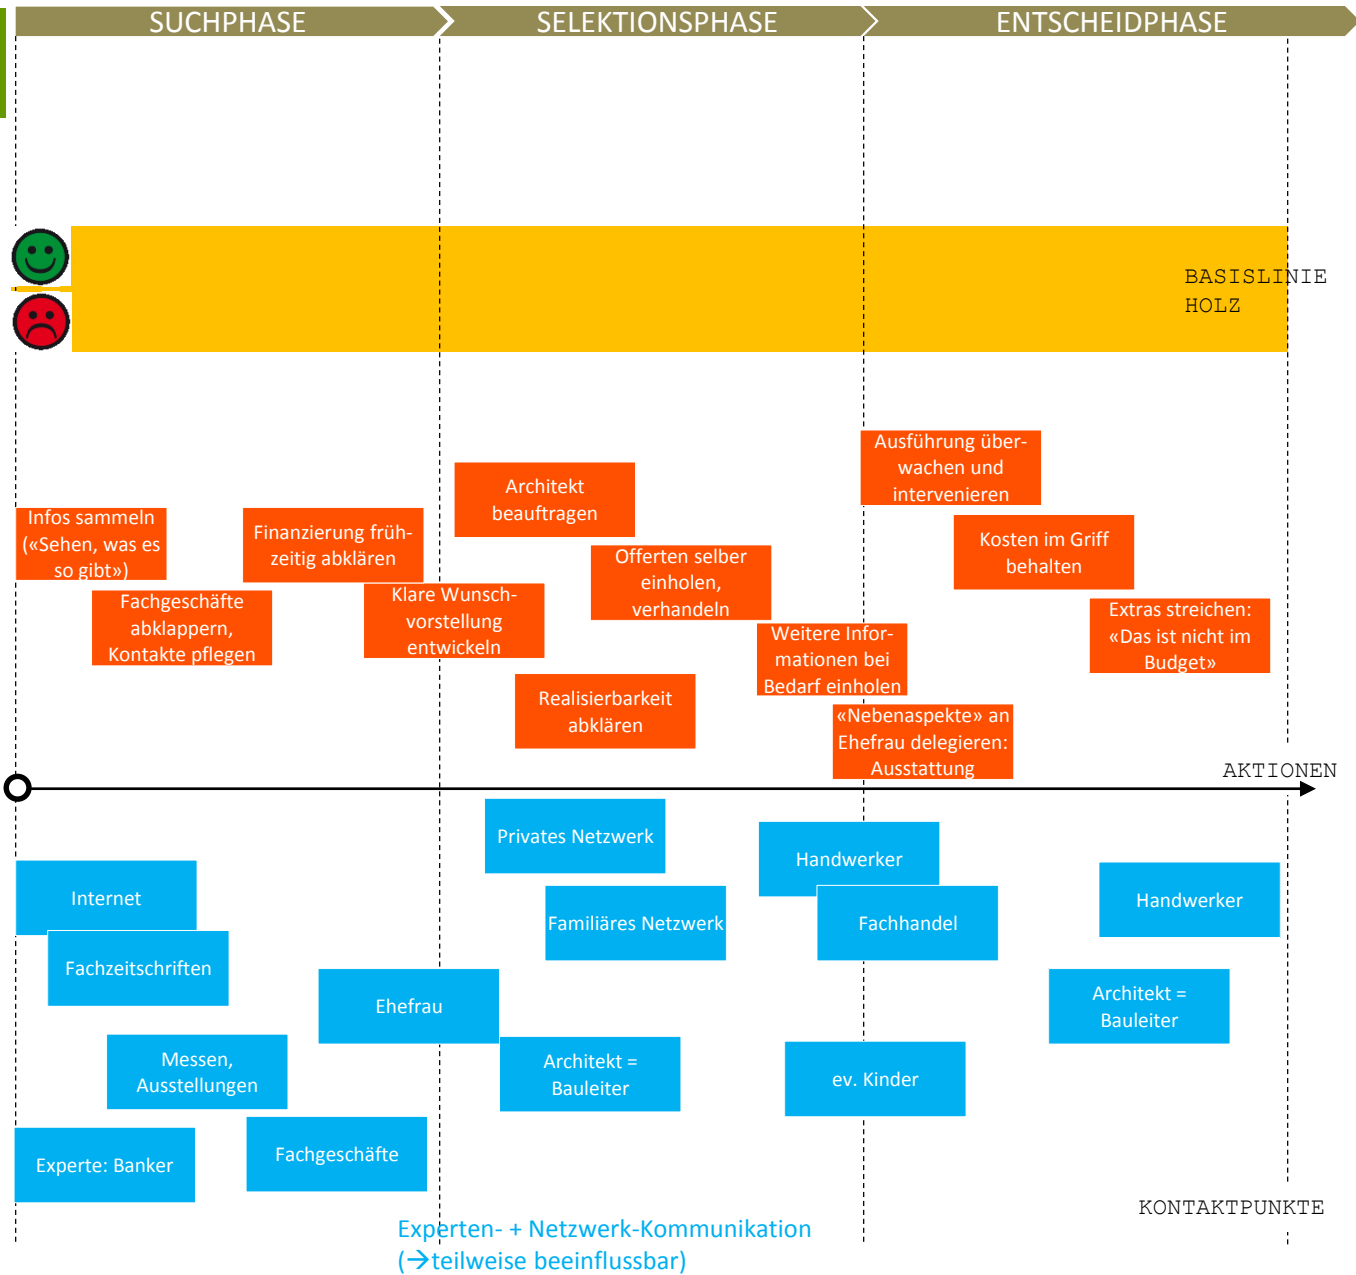 SUCHPHASE
SELEKTIONSPHASE
ENTSCHEIDPHASE
BASISLINIE
HOLZ
Ausführung über-
wachen und
intervenieren
Architekt
beauftragen
Infos sammeln
(«Sehen, was es
so gibt»)
Finanzierung früh-
zeitig abklären
Kosten im Griff
behalten
Offerten selber
einholen,
verhandeln
Fachgeschäfte
abklappern,
Kontakte pflegen
Klare Wunsch-
vorstellung
entwickeln
Extras streichen:
«Das ist nicht im
Budget»
Weitere Infor-
mationen bei
Bedarf einholen
Realisierbarkeit
abklären
«Nebenaspekte» an
Ehefrau delegieren:
Ausstattung
AKTIONEN
Privates Netzwerk
Handwerker
Internet
Handwerker
Familiäres Netzwerk
Fachhandel
Fachzeitschriften
Ehefrau
Architekt =
Bauleiter
Messen,
Ausstellungen
Architekt =
Bauleiter
ev. Kinder
Fachgeschäfte
Experte: Banker
KONTAKTPUNKTE
Experten- + Netzwerk-Kommunikation
(→teilweise beeinflussbar)